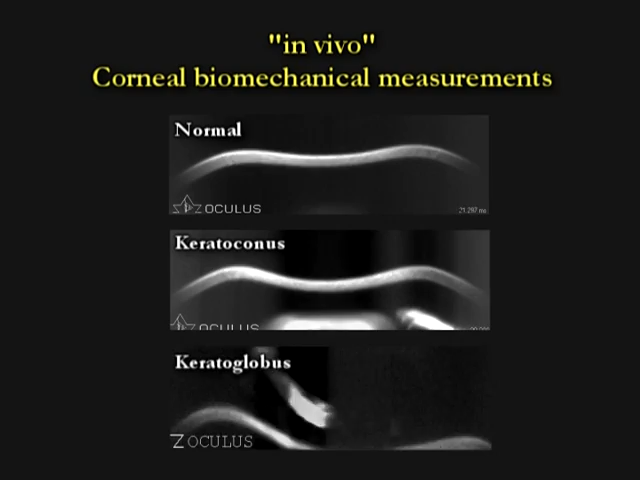 "in vivo"
Corneal biomechanical measurements
Normal
OCULUS
21.297 ms
Keratoconus
OCULUS
Keratoglobus
OCULUS